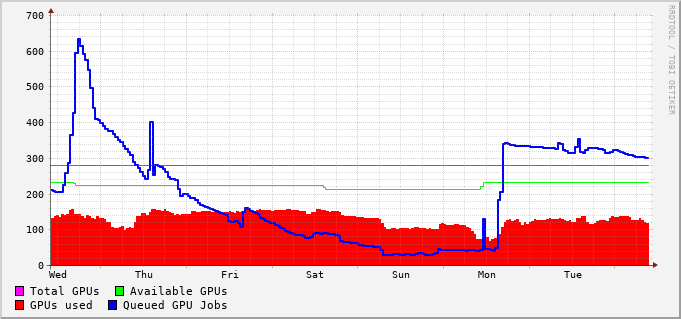 700
600
500
400
300
200
100
0
Wed Thu Fri Sat Sun Mon Tue
Total GPUs Available GPUs
GPUs used Queued GPU Jobs
RRDTOOL / TOBI OETIKER